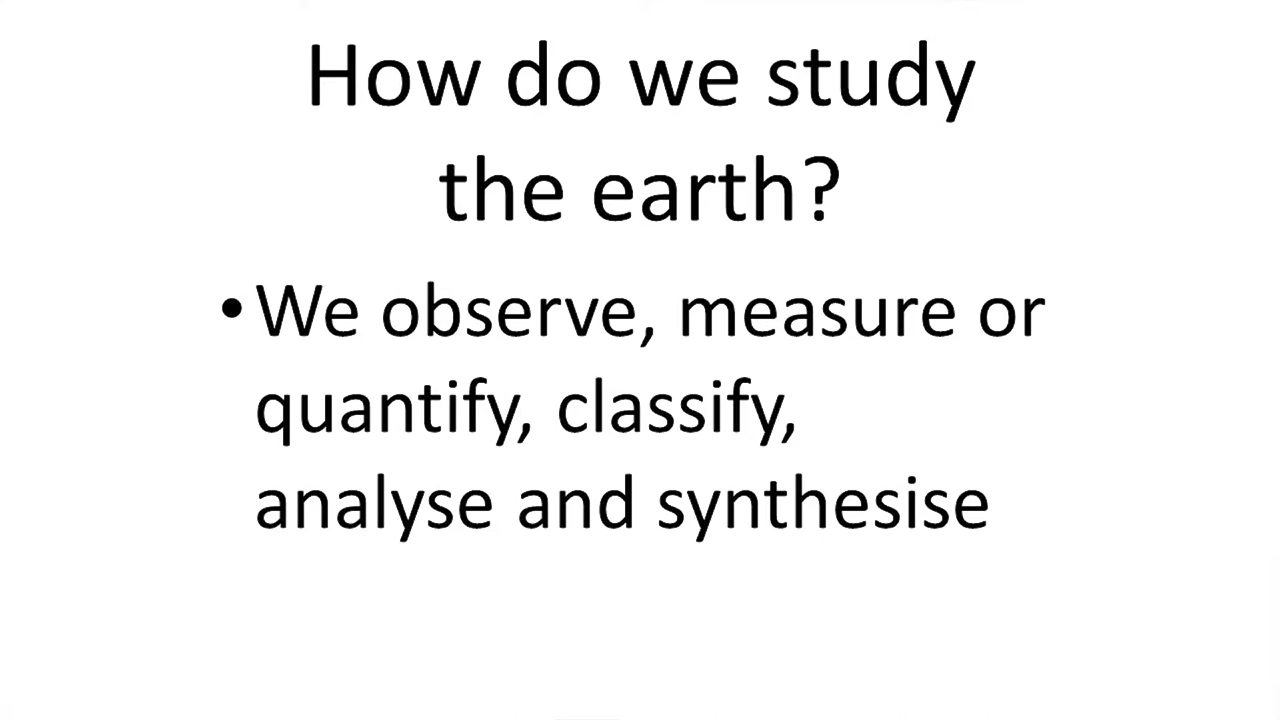 How do we study
the earth?
• We observe, measure or
quantify, classify,
analyse and synthesise